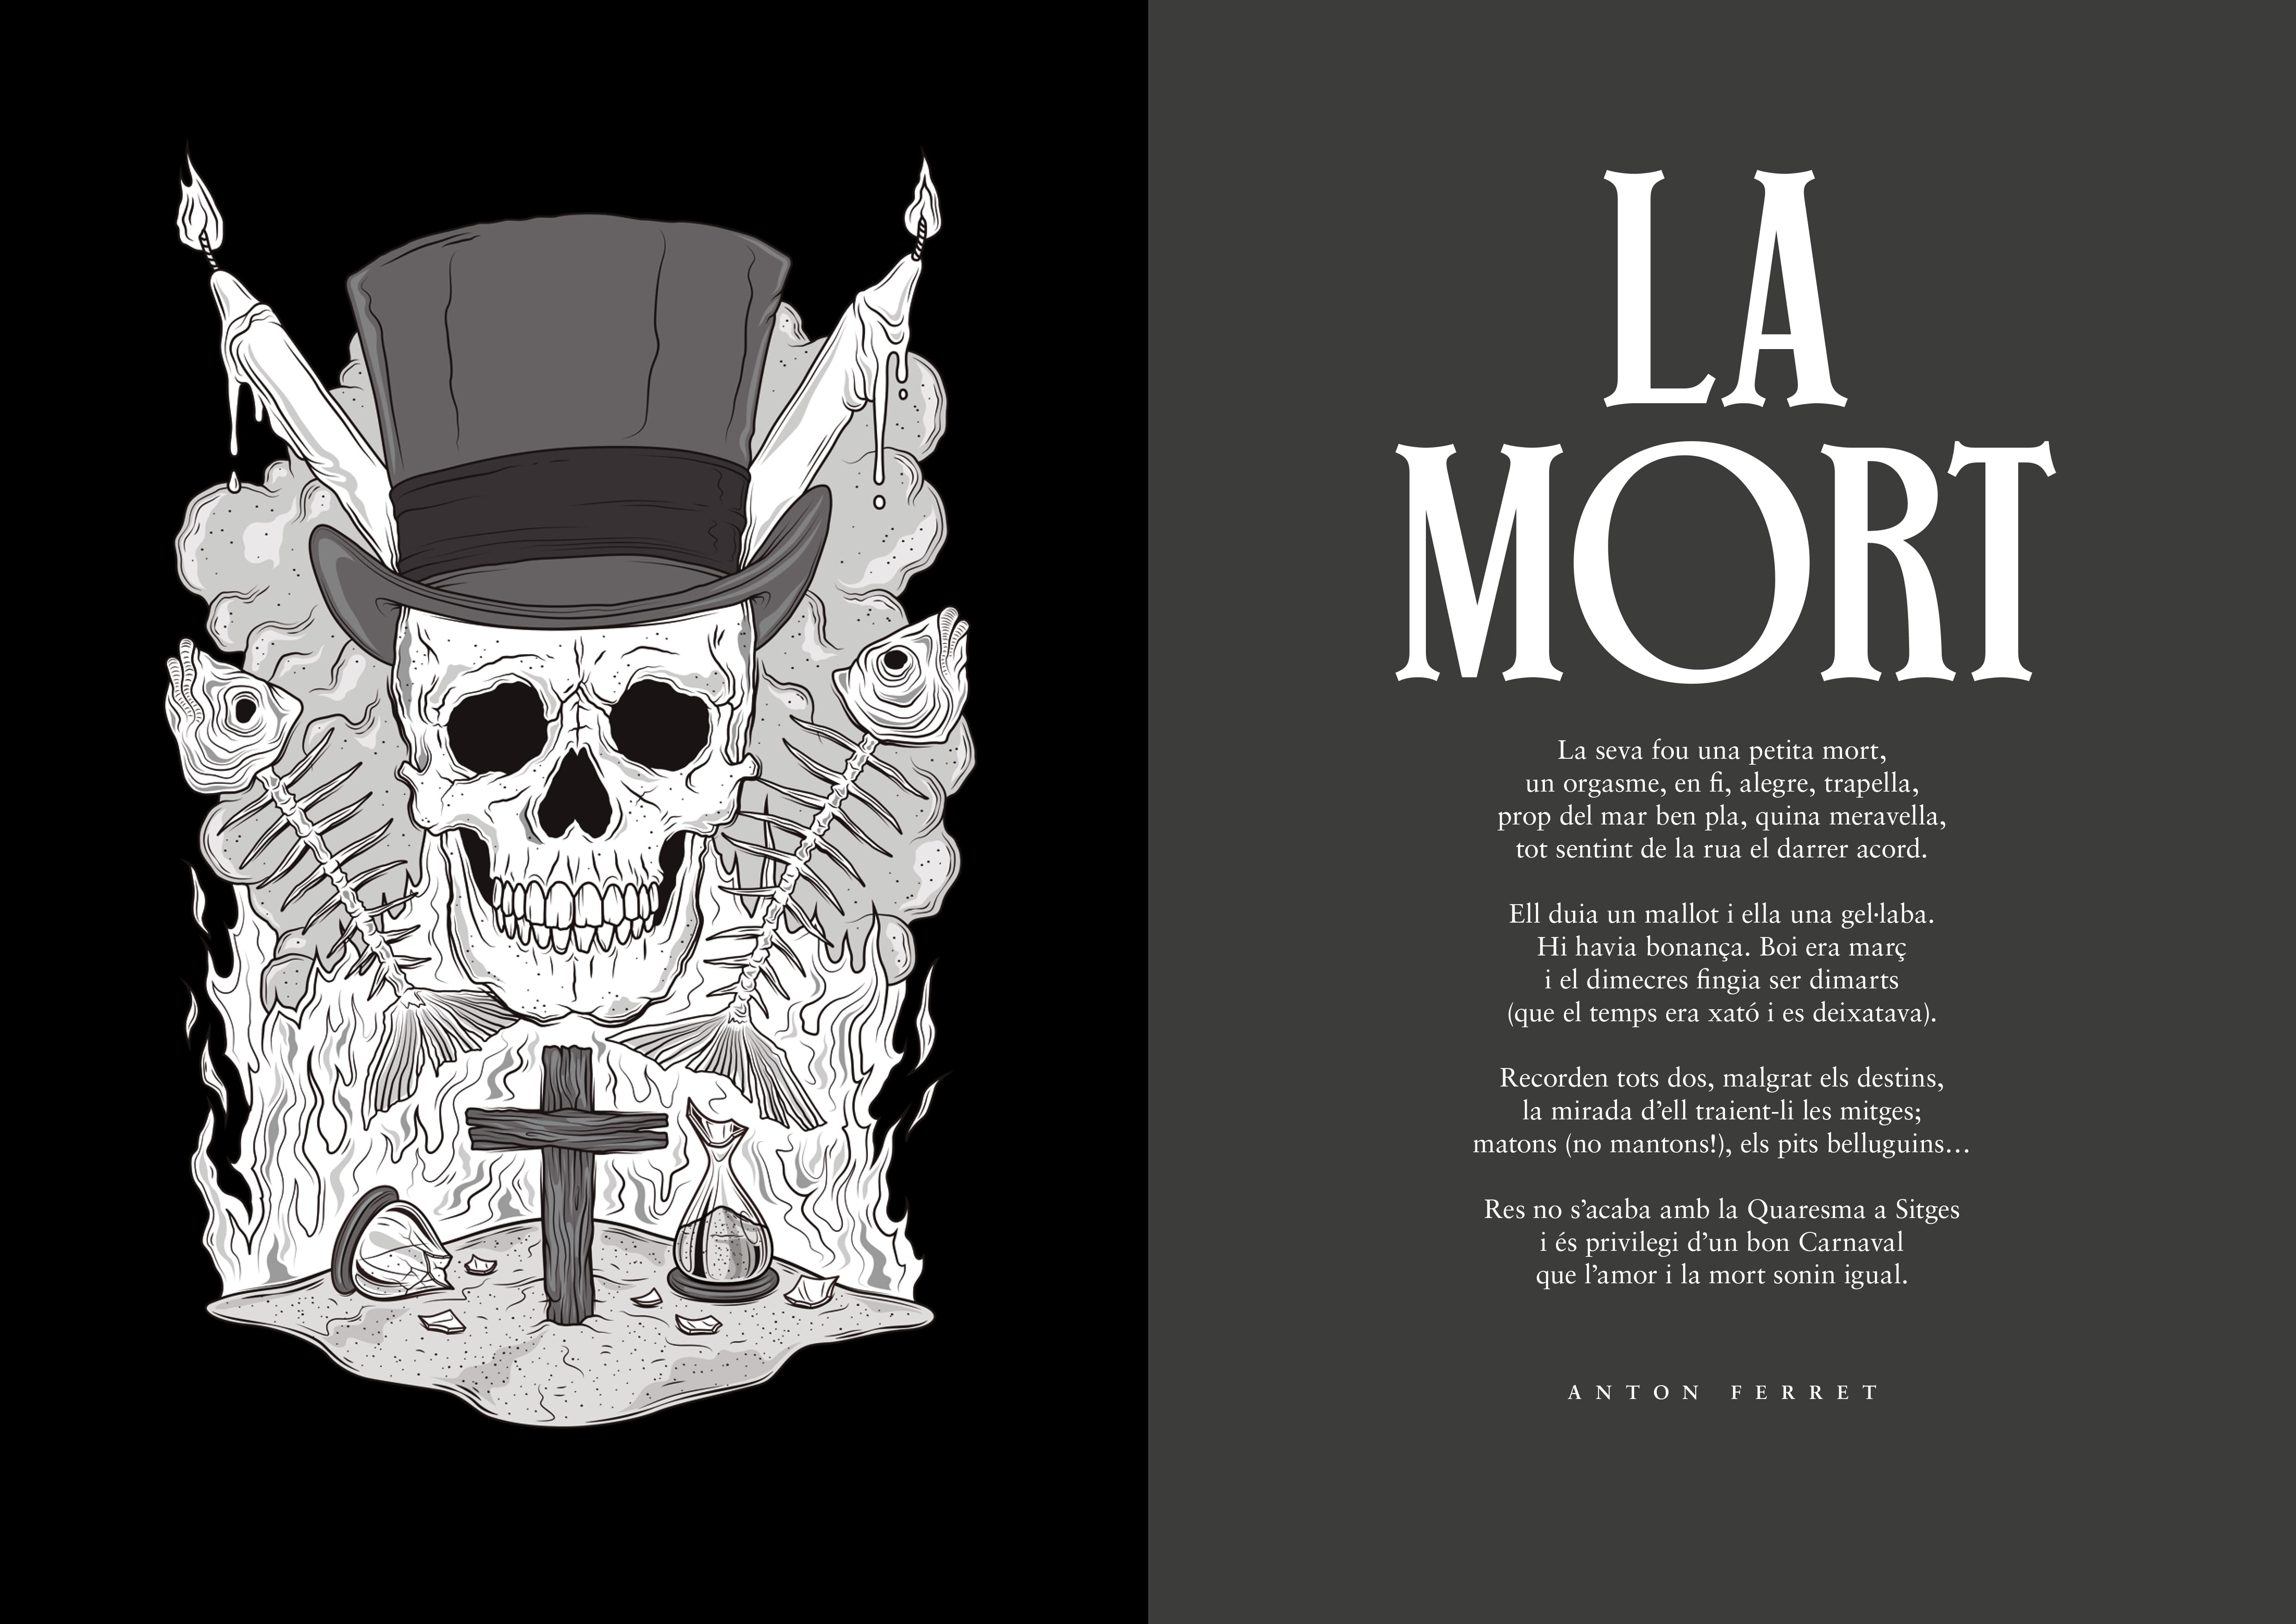 LA
MORT
La seva fou una petita mort,
un orgasme, en fi, alegre, trapella,
prop del mar ben pla, quina meravella,
tot sentint de la rua el darrer acord.
Ell duia un mallot i ella una gel·laba.
Hi havia bonança. Boi era març
i el dimecres fingia ser dimarts
(que el temps era xató i es deixatava).
Recorden tots dos, malgrat els destins,
la mirada d’ell traient-li les mitges;
matons (no mantons!), els pits belluguins…
Res no s’acaba amb la Quaresma a Sitges
i és privilegi d’un bon Carnaval
que l’amor i la mort sonin igual.
ANTON FERRET